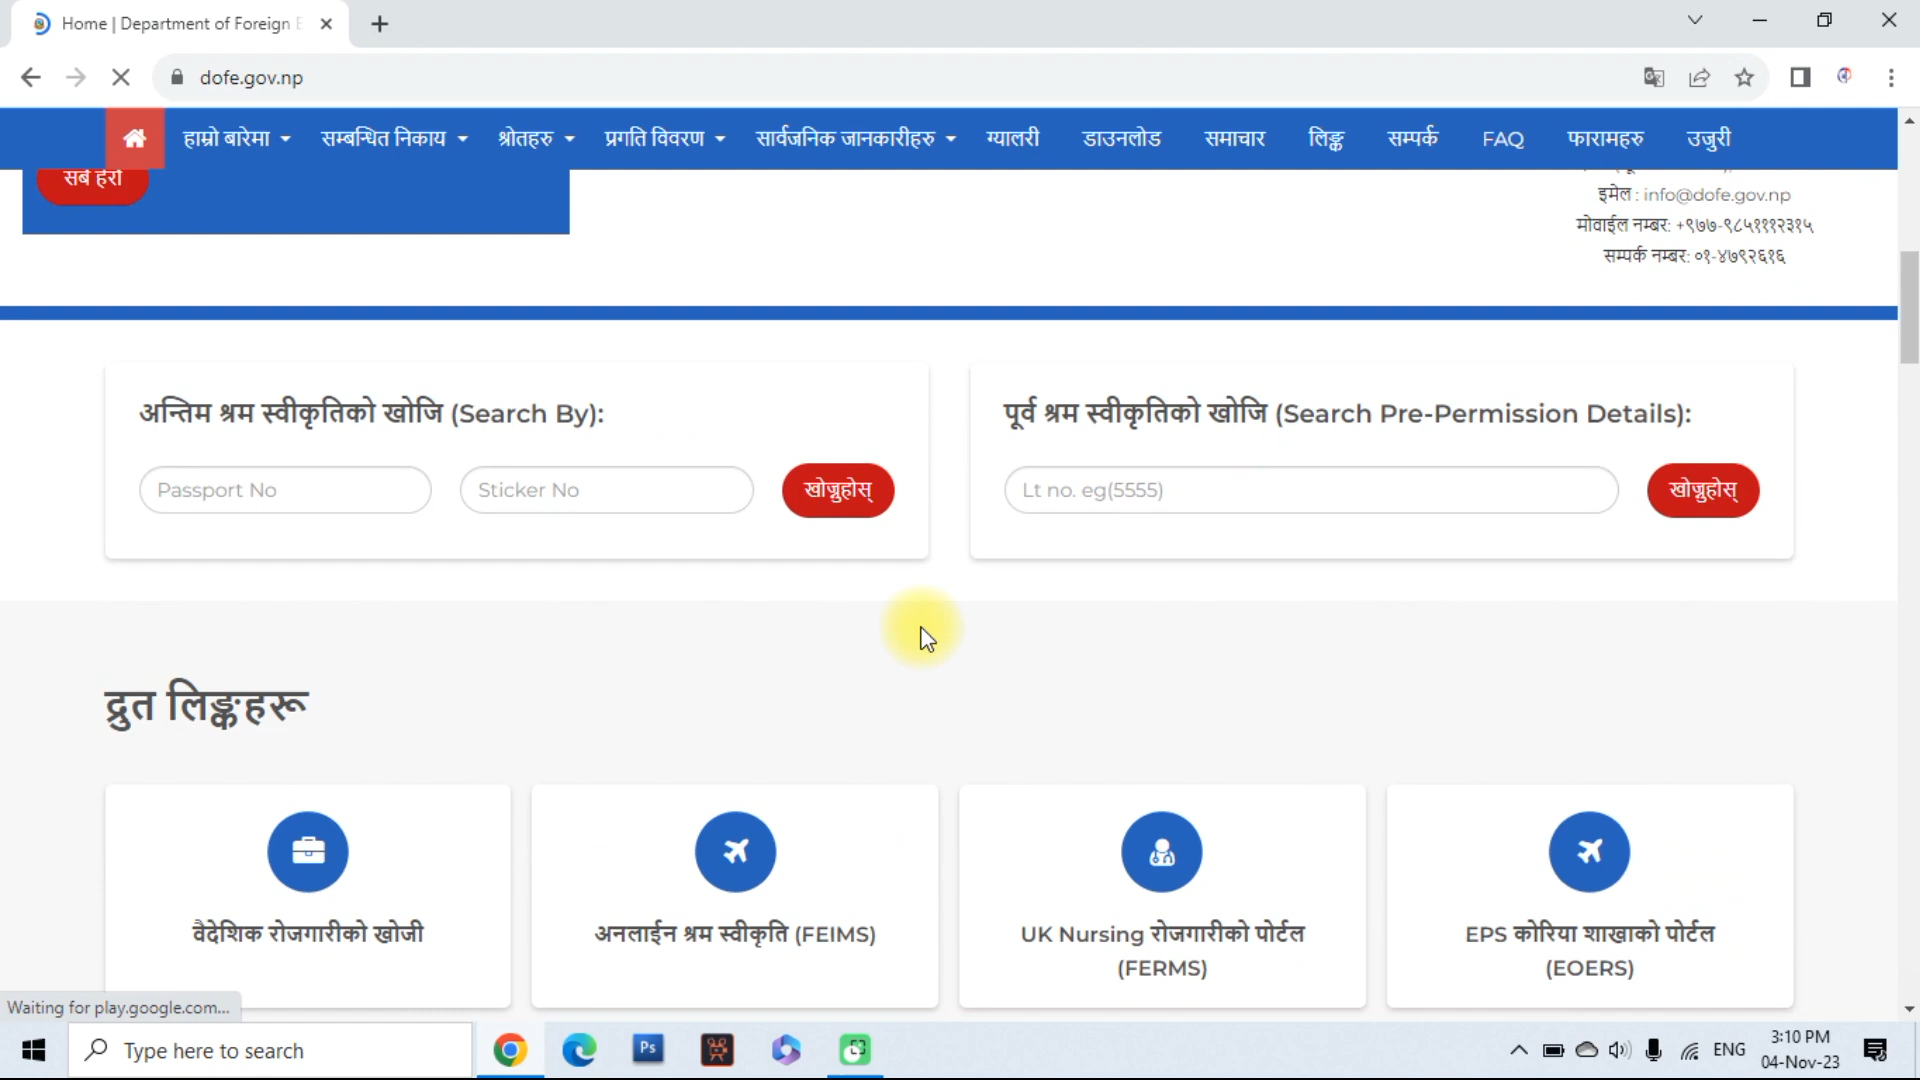 Home | Department of Foreign E
dofe.gov.np
हाम्रो बारेमा सम्बन्धित निकाय श्रोतहरु प्रगति विवरण सार्वजनिक जानकारीहरु ग्यालरी डाउनलोड समाचार लिङ्क सम्पर्क FAQ फारामहरु उजुरी
सबै हेरौं
इमेल : info@dofe.gov.np
मोवाईल नम्बर: +९७७-९८५१११२३१५
सम्पर्क नम्बर: ०१-४७९२६१६
अन्तिम श्रम स्वीकृतिको खोजि (Search By):
Passport No Sticker No खोज्नुहोस्
पूर्व श्रम स्वीकृतिको खोजि (Search Pre-Permission Details):
Lt no. eg(5555) खोज्नुहोस्
द्रुत लिङ्कहरू
वैदेशिक रोजगारीको खोजी
अनलाईन श्रम स्वीकृति (FEIMS)
UK Nursing रोजगारीको पोर्टल
(FERMS)
EPS कोरिया शाखाको पोर्टल
(EOERS)
Waiting for play.google.com...
Type here to search
Ps
ENG
3:10 PM
04-Nov-23